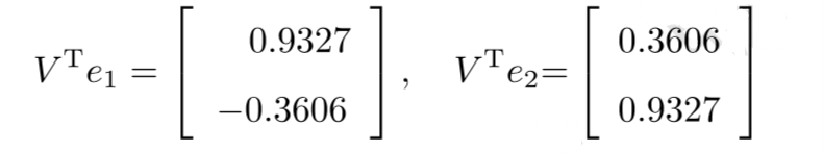 V^T e_1 = [ 0.9327 −0.3606 ] , V^T e_2= [ 0.3606 0.9327 ]